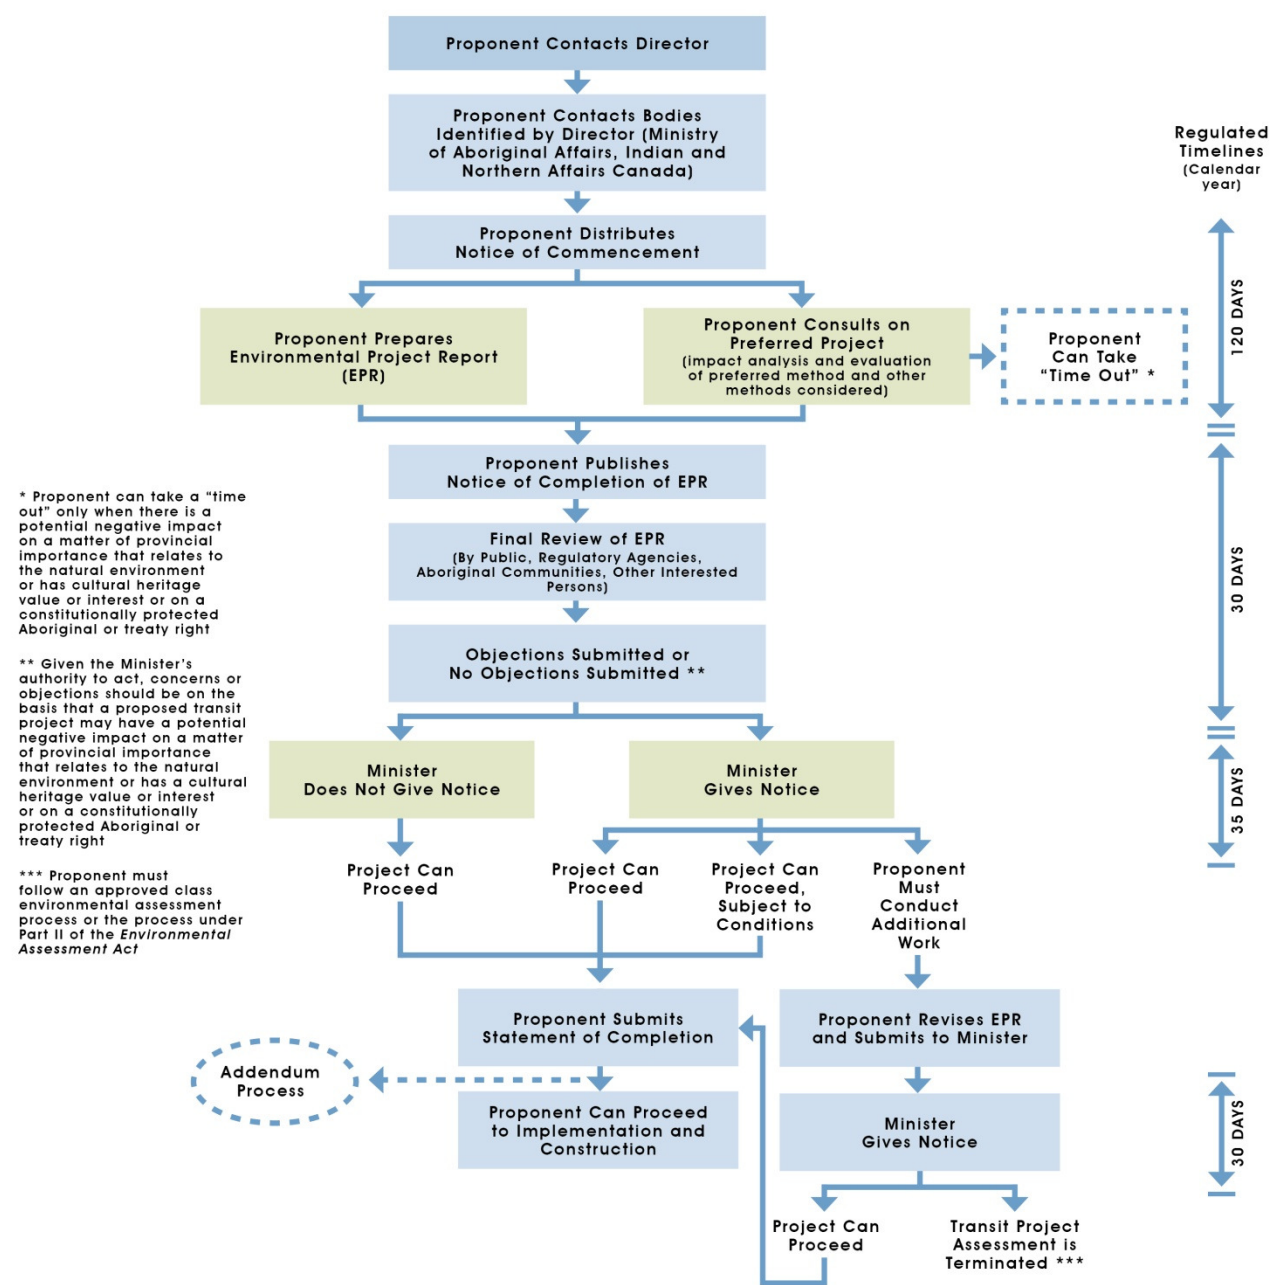 Proponent Contacts Director
Proponent Contacts Bodies
Identified by Director (Ministry
of Aboriginal Affairs, Indian and
Northern Affairs Canada)
Regulated
Timelines
(Calendar
year)
Proponent Distributes
Notice of Commencement
Proponent Prepares
Environmental Project Report
(EPR)
Proponent Consults on
Preferred Project
(impact analysis and evaluation
of preferred method and other
methods considered)
Proponent
Can Take
“Time Out” *
120 DAYS
Proponent Publishes
Notice of Completion of EPR
Final Review of EPR
(By Public, Regulatory Agencies,
Aboriginal Communities, Other Interested
Persons)
30 DAYS
Objections Submitted or
No Objections Submitted **
* Proponent can take a “time
out” only when there is a
potential negative impact
on a matter of provincial
importance that relates to
the natural environment
or has cultural heritage
value or interest or on a
constitutionally protected
Aboriginal or treaty right
** Given the Minister’s
authority to act, concerns or
objections should be on the
basis that a proposed transit
project may have a potential
negative impact on a matter
of provincial importance
that relates to the natural
environment or has a cultural
heritage value or interest
or on a constitutionally
protected Aboriginal or
treaty right
*** Proponent must
follow an approved class
environmental assessment
process or the process under
Part II of the Environmental
Assessment Act
Minister
Does Not Give Notice
Minister
Gives Notice
35 DAYS
Project Can
Proceed
Project Can
Proceed
Project Can
Proceed,
Subject to
Conditions
Proponent
Must
Conduct
Additional
Work
Proponent Submits
Statement of Completion
Proponent Revises EPR
and Submits to Minister
Addendum
Process
Proponent Can Proceed
to Implementation and
Construction
Minister
Gives Notice
30 DAYS
Project Can
Proceed
Transit Project
Assessment is
Terminated ***